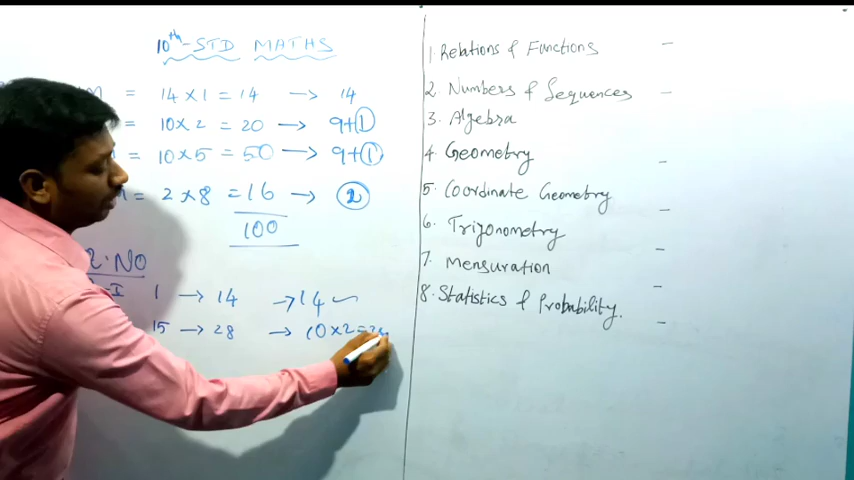 10th-STD MATHS
M = 14 × 1 = 14 → 14
= 10 × 2 = 20 → 9+1
= 10 × 5 = 50 → 9+1
M = 2 × 8 = 16 → 2
100
Q.NO
I 1 → 14 → 14
15 → 28 → 10×2=20
1. Relations & Functions –
2. Numbers & Sequences –
3. Algebra
4. Geometry –
5. Coordinate Geometry –
6. Trigonometry –
7. Mensuration –
8. Statistics & Probability. –